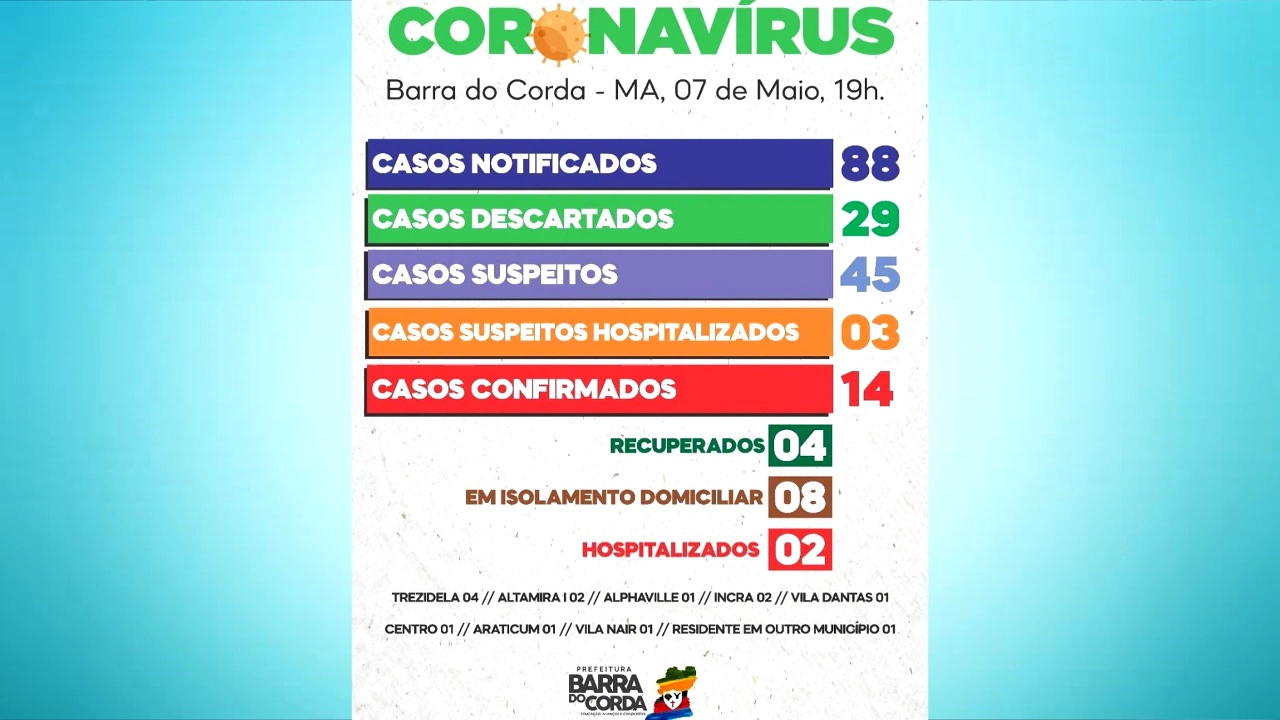 CORONAVÍRUS
Barra do Corda - MA, 07 de Maio, 19h.
CASOS NOTIFICADOS 88
CASOS DESCARTADOS 29
CASOS SUSPEITOS 45
CASOS SUSPEITOS HOSPITALIZADOS 03
CASOS CONFIRMADOS 14
RECUPERADOS 04
EM ISOLAMENTO DOMICILIAR 08
HOSPITALIZADOS 02
TREZIDELA 04 // ALTAMIRA I 02 // ALPHAVILLE 01 // INCRA 02 // VILA DANTAS 01
CENTRO 01 // ARATICUM 01 // VILA NAIR 01 // RESIDENTE EM OUTRO MUNICÍPIO 01
PREFEITURA
BARRA
DO CORDA